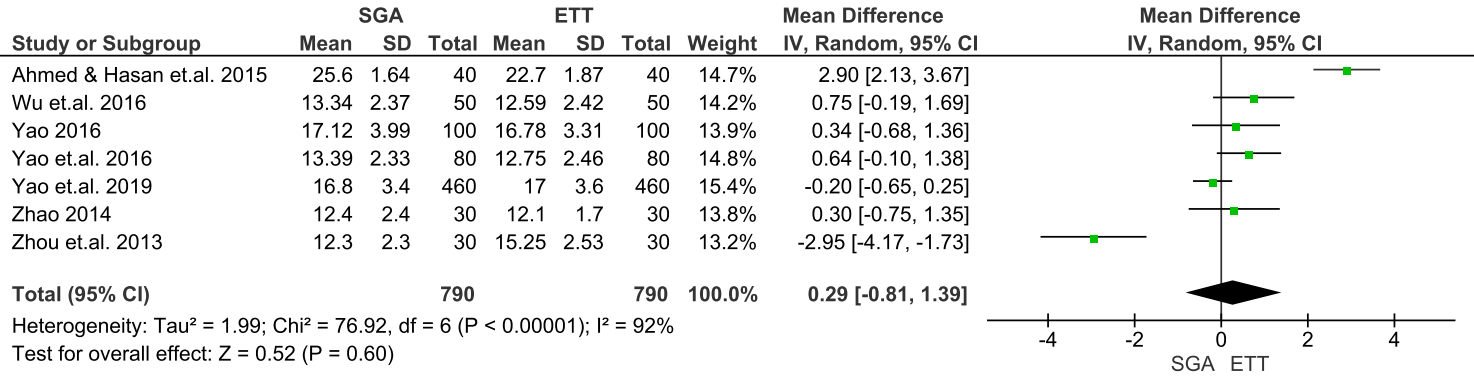 SGA ETT Mean Difference Mean Difference
Study or Subgroup Mean SD Total Mean SD Total Weight IV, Random, 95% CI IV, Random, 95% CI
Ahmed & Hasan et.al. 2015 25.6 1.64 40 22.7 1.87 40 14.7% 2.90 [2.13, 3.67]
Wu et.al. 2016 13.34 2.37 50 12.59 2.42 50 14.2% 0.75 [-0.19, 1.69]
Yao 2016 17.12 3.99 100 16.78 3.31 100 13.9% 0.34 [-0.68, 1.36]
Yao et.al. 2016 13.39 2.33 80 12.75 2.46 80 14.8% 0.64 [-0.10, 1.38]
Yao et.al. 2019 16.8 3.4 460 17 3.6 460 15.4% -0.20 [-0.65, 0.25]
Zhao 2014 12.4 2.4 30 12.1 1.7 30 13.8% 0.30 [-0.75, 1.35]
Zhou et.al. 2013 12.3 2.3 30 15.25 2.53 30 13.2% -2.95 [-4.17, -1.73]
Total (95% CI) 790 790 100.0% 0.29 [-0.81, 1.39]
Heterogeneity: Tau² = 1.99; Chi² = 76.92, df = 6 (P < 0.00001); I² = 92%
Test for overall effect: Z = 0.52 (P = 0.60)
-4 -2 0 2 4
SGA ETT